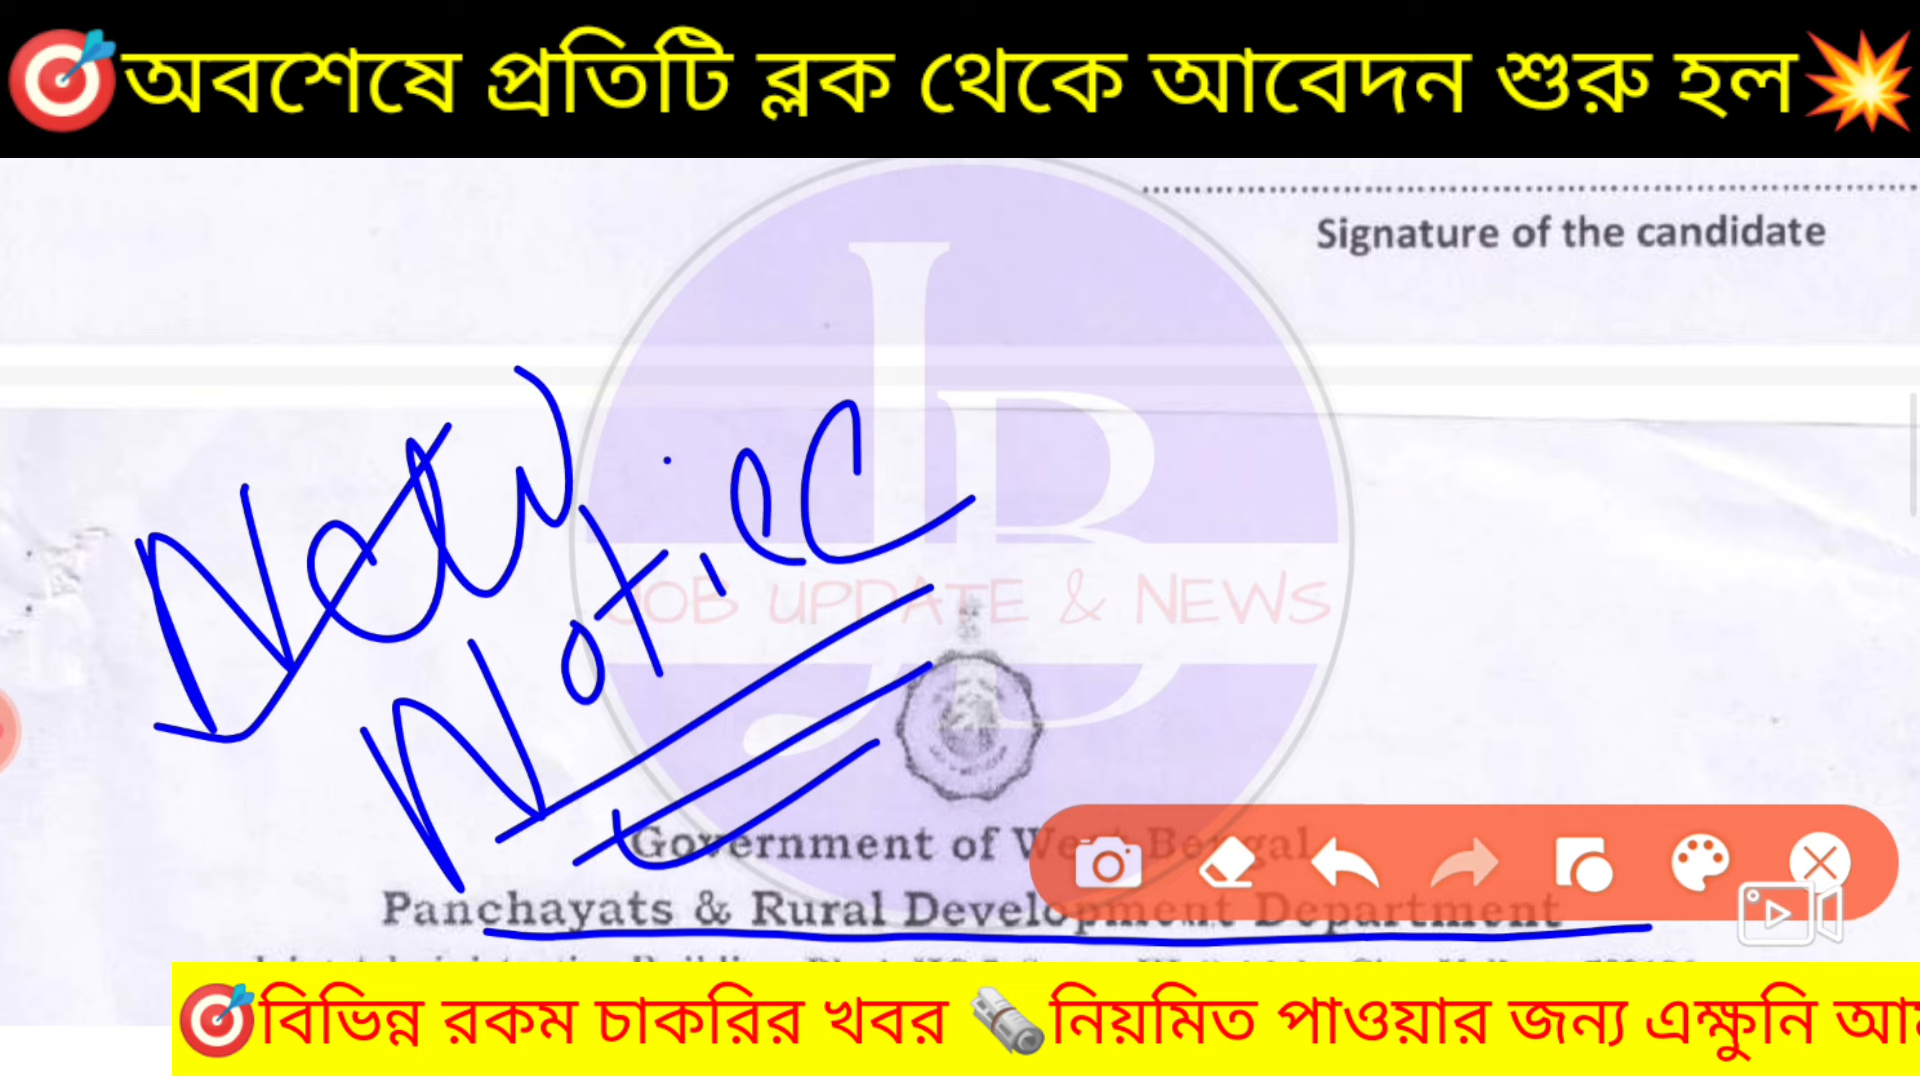 🎯অবশেষে প্রতিটি ব্লক থেকে আবেদন শুরু হল💥
Signature of the candidate
New
Notice
JB
JOB UPDATE & NEWS
Government of West Bengal
Panchayats & Rural Development Department
🎯বিভিন্ন রকম চাকরির খবর 🗞️নিয়মিত পাওয়ার জন্য এক্ষুনি